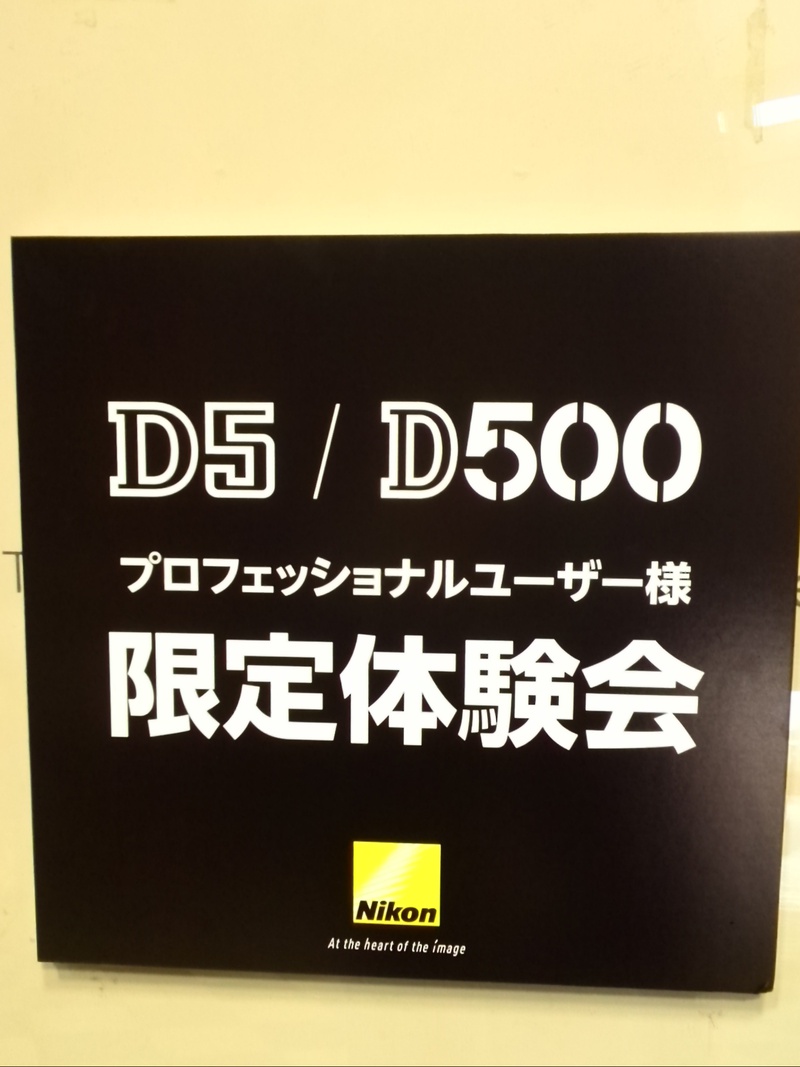 D5 / D500
プロフェッショナルユーザー様
限定体験会
Nikon
At the heart of the image